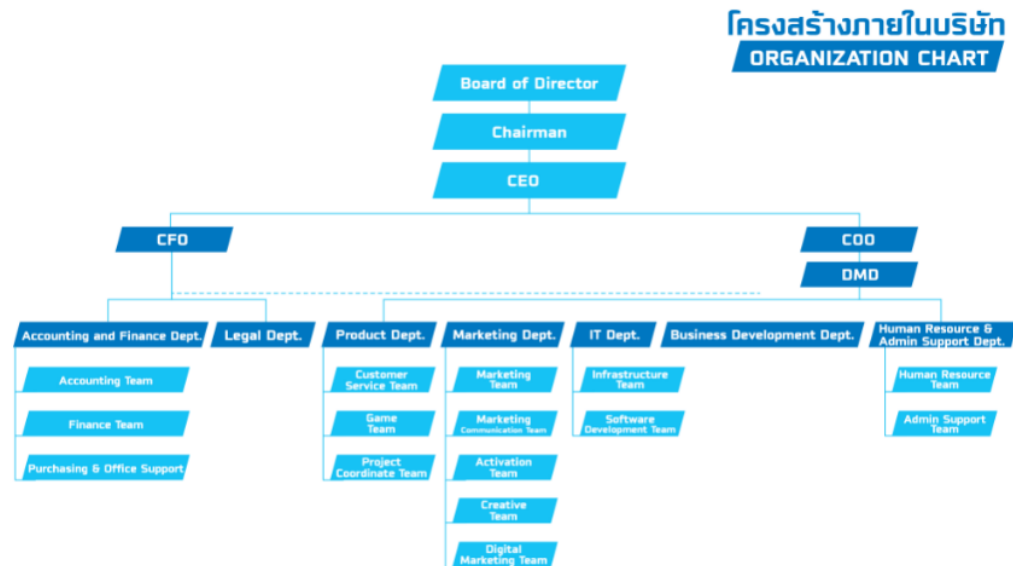 โครงสร้างภายในบริษัท
ORGANIZATION CHART
Board of Director
Chairman
CEO
CFO
COO
DMD
Accounting and Finance Dept.
Legal Dept.
Product Dept.
Marketing Dept.
IT Dept.
Business Development Dept.
Human Resource &
Admin Support Dept.
Accounting Team
Finance Team
Purchasing & Office Support
Customer
Service Team
Game
Team
Project
Coordinate Team
Marketing
Team
Marketing
Communication Team
Activation
Team
Creative
Team
Digital
Marketing Team
Infrastructure
Team
Software
Development Team
Human Resource
Team
Admin Support
Team